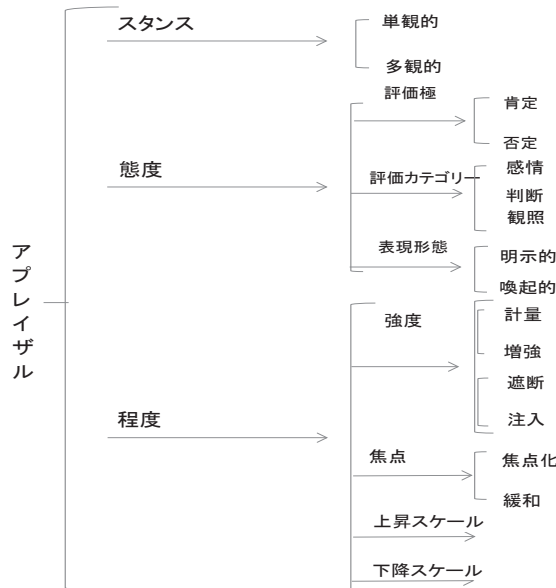 アプレイザル
スタンス
単観的
多観的
態度
評価極
肯定
否定
評価カテゴリー
感情
判断
観照
表現形態
明示的
喚起的
程度
強度
計量
増強
遮断
注入
焦点
焦点化
緩和
上昇スケール
下降スケール